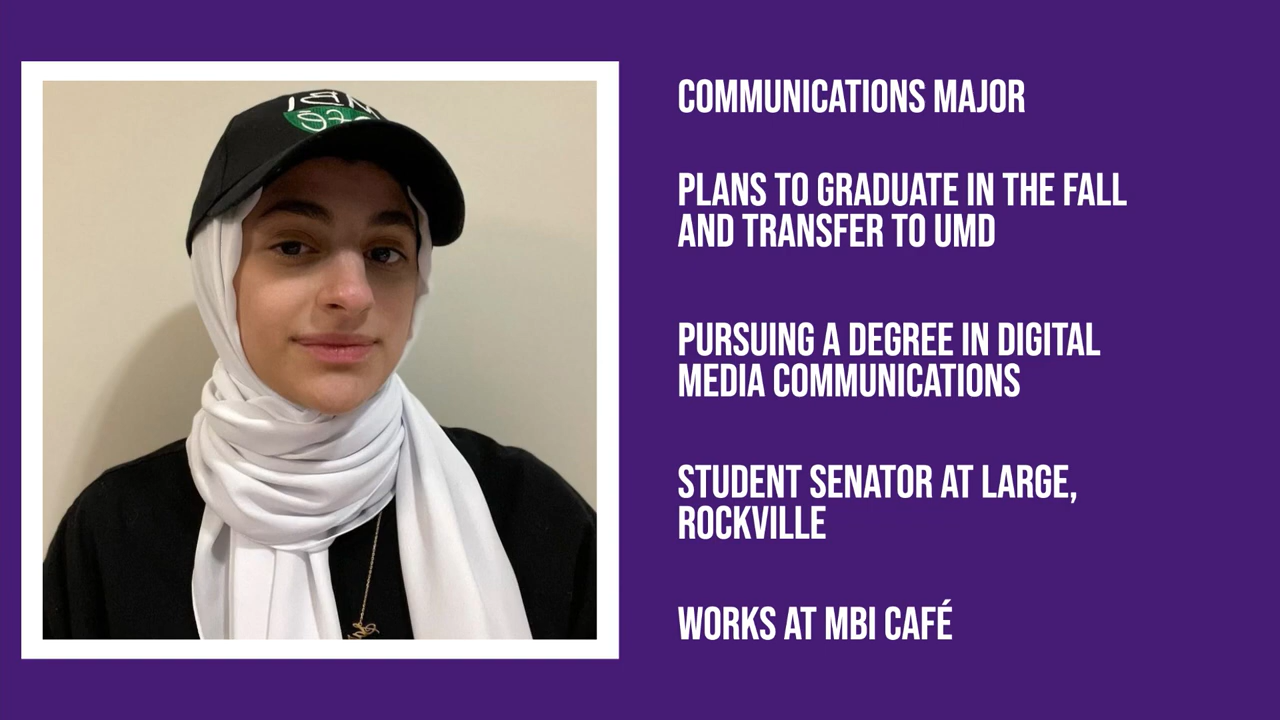 COMMUNICATIONS MAJOR
PLANS TO GRADUATE IN THE FALL
AND TRANSFER TO UMD
PURSUING A DEGREE IN DIGITAL
MEDIA COMMUNICATIONS
STUDENT SENATOR AT LARGE,
ROCKVILLE
WORKS AT MBI CAFÉ